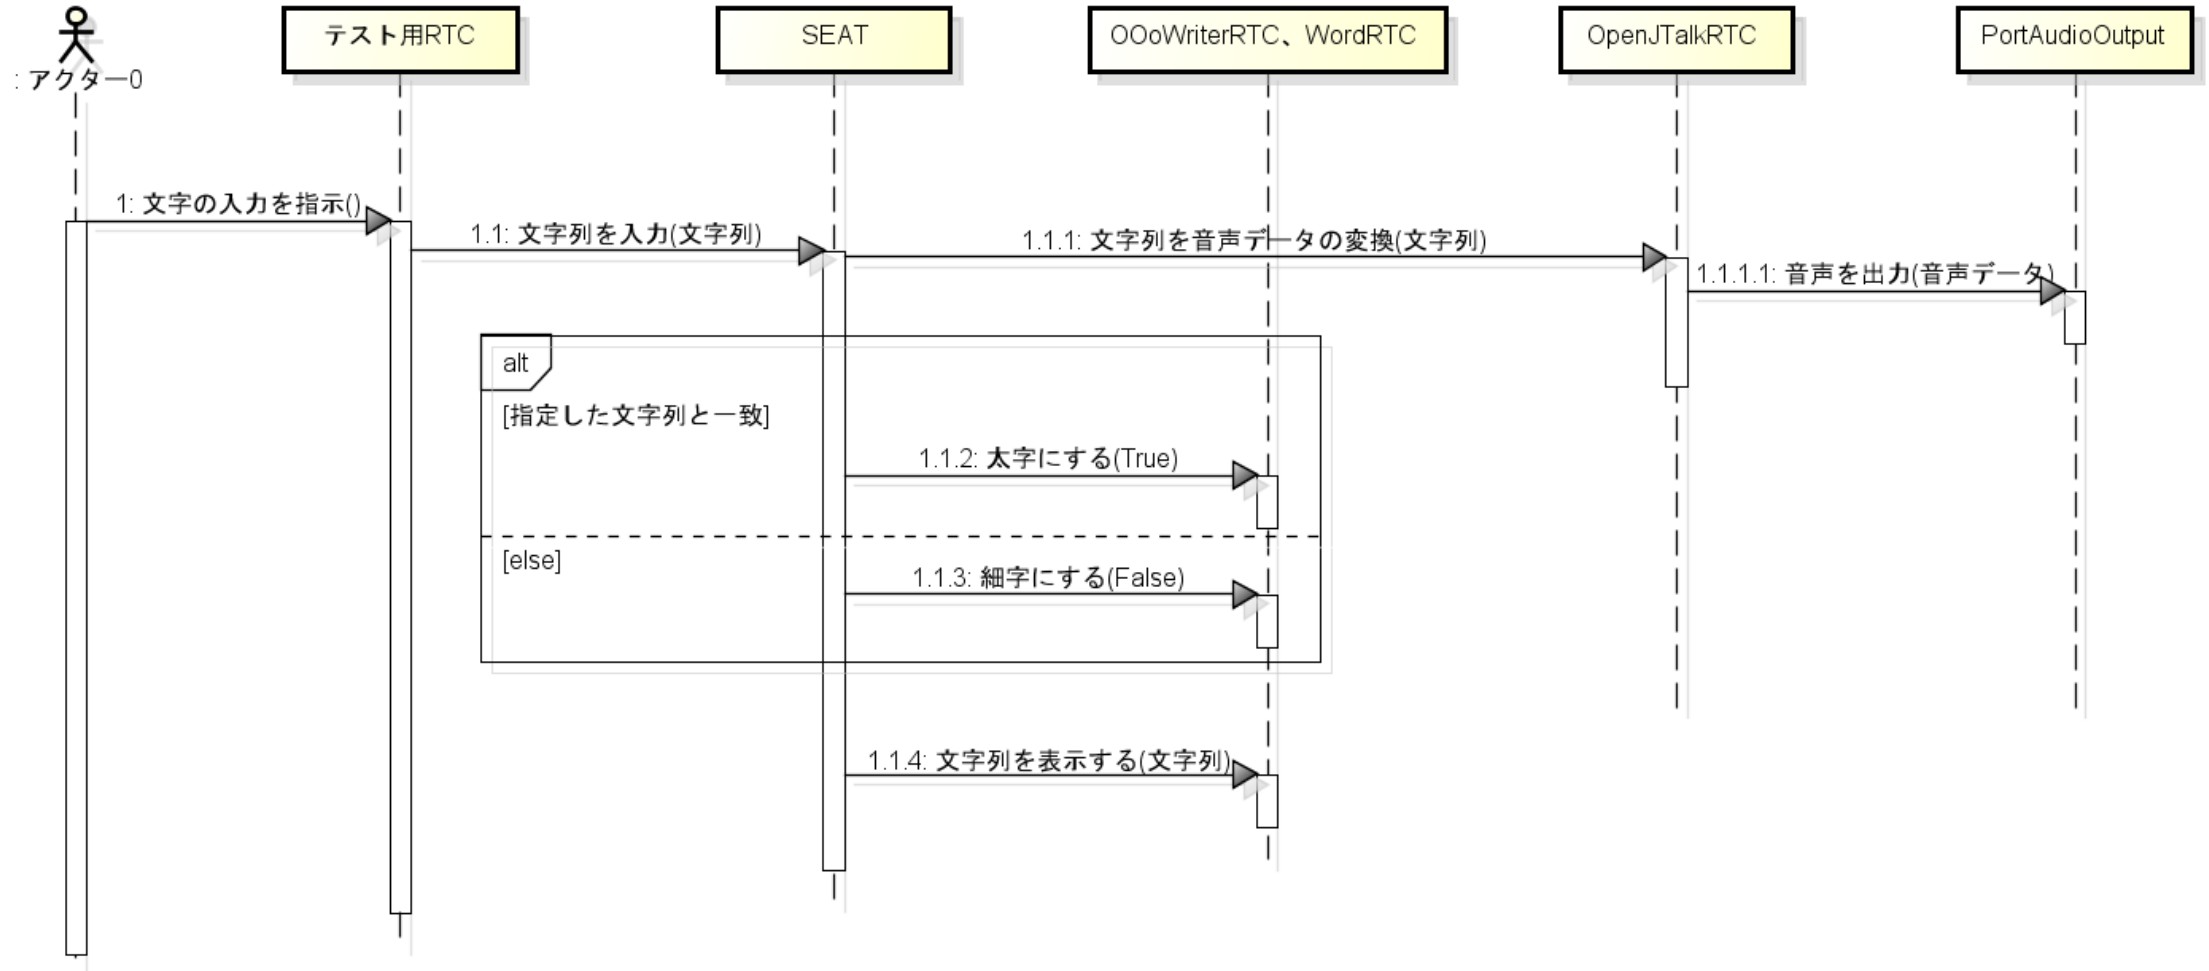 : アクター0
テスト用RTC
SEAT
OOoWriterRTC、WordRTC
OpenJTalkRTC
PortAudioOutput
1: 文字の入力を指示()
1.1: 文字列を入力(文字列)
1.1.1: 文字列を音声データの変換(文字列)
1.1.1.1: 音声を出力(音声データ)
alt
[指定した文字列と一致]
1.1.2: 太字にする(True)
[else]
1.1.3: 細字にする(False)
1.1.4: 文字列を表示する(文字列)